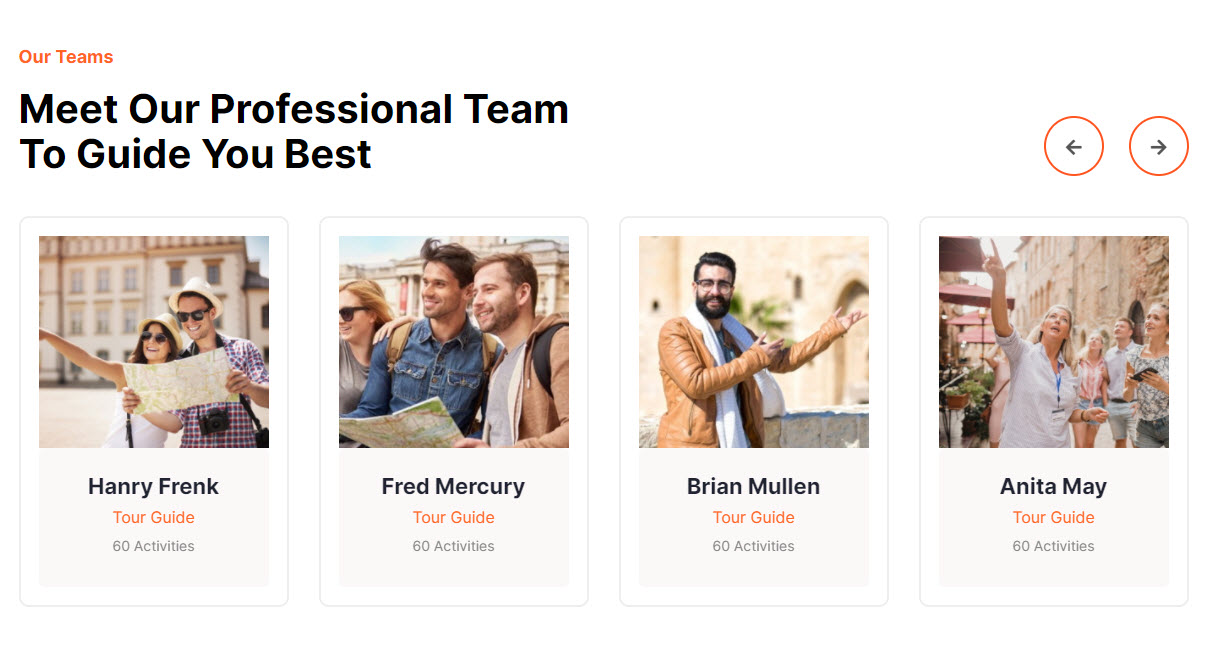 Our Teams
Meet Our Professional Team
To Guide You Best
Hanry Frenk
Tour Guide
60 Activities
Fred Mercury
Tour Guide
60 Activities
Brian Mullen
Tour Guide
60 Activities
Anita May
Tour Guide
60 Activities